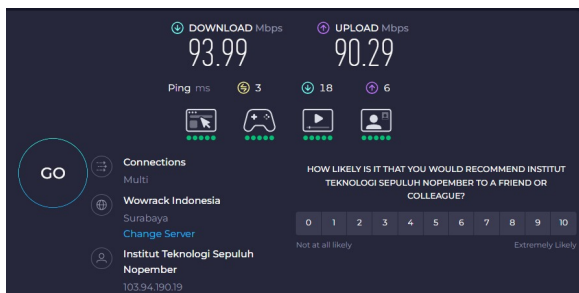 DOWNLOAD Mbps
UPLOAD Mbps
93.99
90.29
Ping ms 3 18 6
GO
Connections
Multi
Wowrack Indonesia
Surabaya
Change Server
Institut Teknologi Sepuluh
Nopember
103.94.190.19
HOW LIKELY IS IT THAT YOU WOULD RECOMMEND INSTITUT
TEKNOLOGI SEPULUH NOPEMBER TO A FRIEND OR
COLLEAGUE?
0 1 2 3 4 5 6 7 8 9 10
Not at all likely
Extremely Likely